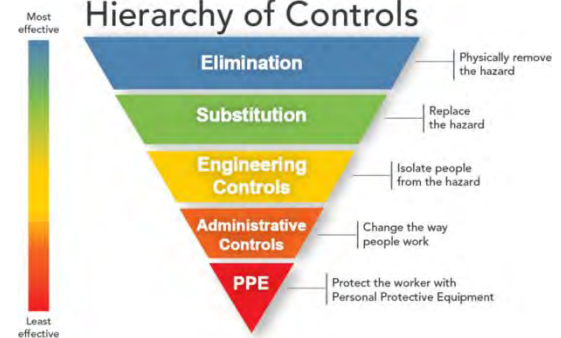 Hierarchy of Controls
Most
effective
Elimination
Physically remove
the hazard
Substitution
Replace
the hazard
Engineering
Controls
Isolate people
from the hazard
Administrative
Controls
Change the way
people work
PPE
Protect the worker with
Personal Protective Equipment
Least
effective